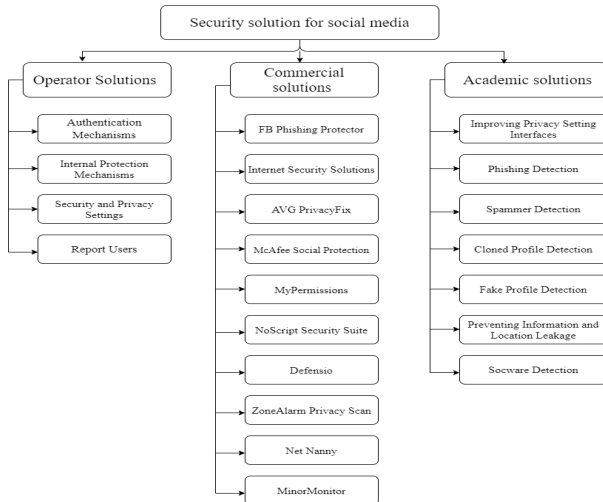 Security solution for social media
Operator Solutions
Authentication
Mechanisms
Internal Protection
Mechanisms
Security and Privacy
Settings
Report Users
Commercial
solutions
FB Phishing Protector
Internet Security Solutions
AVG PrivacyFix
McAfee Social Protection
MyPermissions
NoScript Security Suite
Defensio
ZoneAlarm Privacy Scan
Net Nanny
MinorMonitor
Academic solutions
Improving Privacy Setting
Interfaces
Phishing Detection
Spammer Detection
Cloned Profile Detection
Fake Profile Detection
Preventing Information and
Location Leakage
Socware Detection